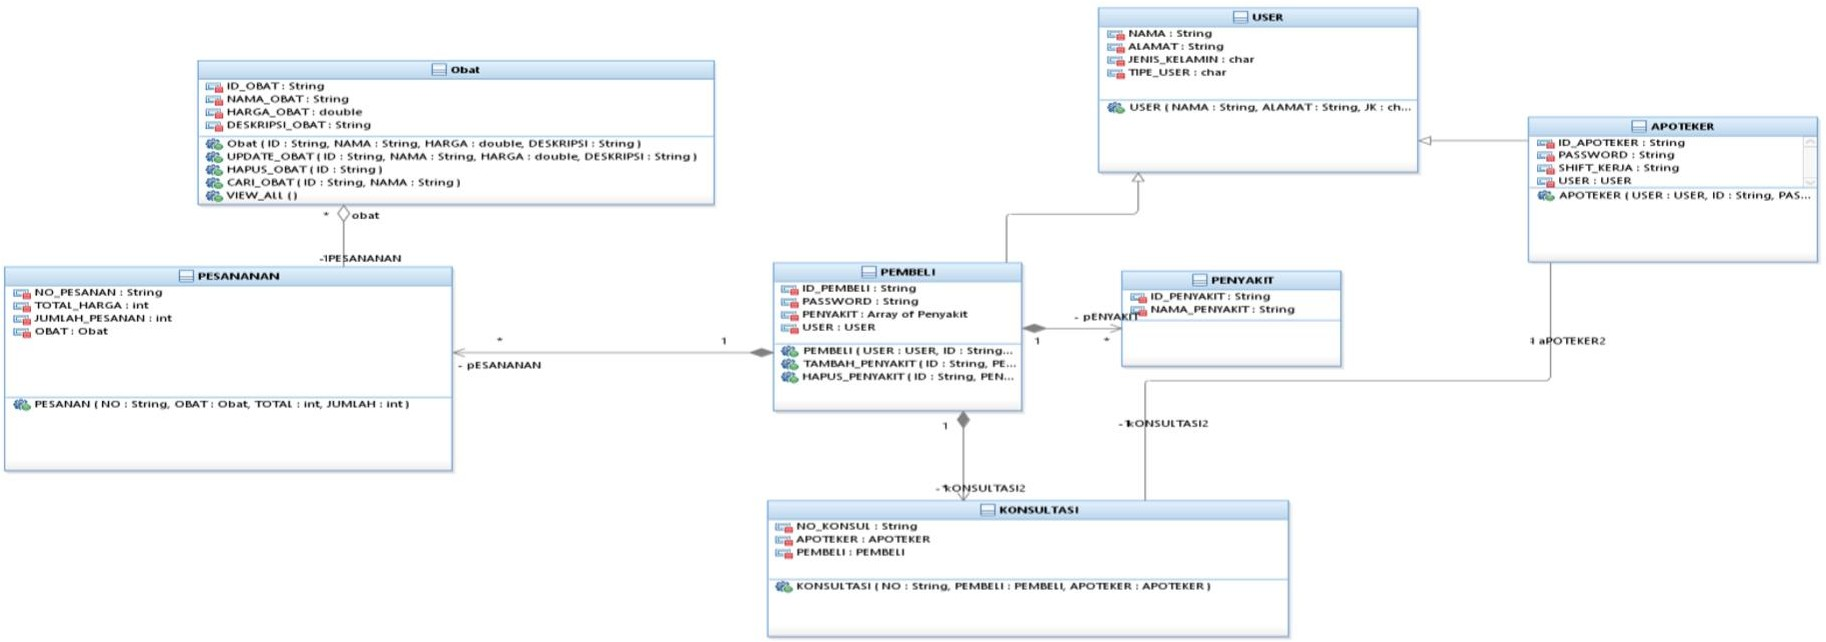 USER
NAMA : String
ALAMAT : String
JENIS_KELAMIN : char
TIPE_USER : char
USER ( NAMA : String, ALAMAT : String, JK : ch...
Obat
ID_OBAT : String
NAMA_OBAT : String
HARGA_OBAT : double
DESKRIPSI_OBAT : String
Obat ( ID : String, NAMA : String, HARGA : double, DESKRIPSI : String )
UPDATE_OBAT ( ID : String, NAMA : String, HARGA : double, DESKRIPSI : String )
HAPUS_OBAT ( ID : String )
CARI_OBAT ( ID : String, NAMA : String )
VIEW_ALL ()
APOTEKER
ID_APOTEKER : String
PASSWORD : String
SHIFT_KERJA : String
USER : USER
APOTEKER ( USER : USER, ID : String, PAS...
* obat
-1PESANANAN
PESANANAN
NO_PESANAN : String
TOTAL_HARGA : int
JUMLAH_PESANAN : int
OBAT : Obat
PESANAN ( NO : String, OBAT : Obat, TOTAL : int, JUMLAH : int )
* 1
- pESANANAN
PEMBELI
ID_PEMBELI : String
PASSWORD : String
PENYAKIT : Array of Penyakit
USER : USER
PEMBELI ( USER : USER, ID : String...
TAMBAH_PENYAKIT ( ID : String, PE...
HAPUS_PENYAKIT ( ID : String, PEN...
- pENYAKIT
1 *
PENYAKIT
ID_PENYAKIT : String
NAMA_PENYAKIT : String
1 aPOTEKER2
- kONSULTASI2
1
- kONSULTASI2
KONSULTASI
NO_KONSUL : String
APOTEKER : APOTEKER
PEMBELI : PEMBELI
KONSULTASI ( NO : String, PEMBELI : PEMBELI, APOTEKER : APOTEKER )